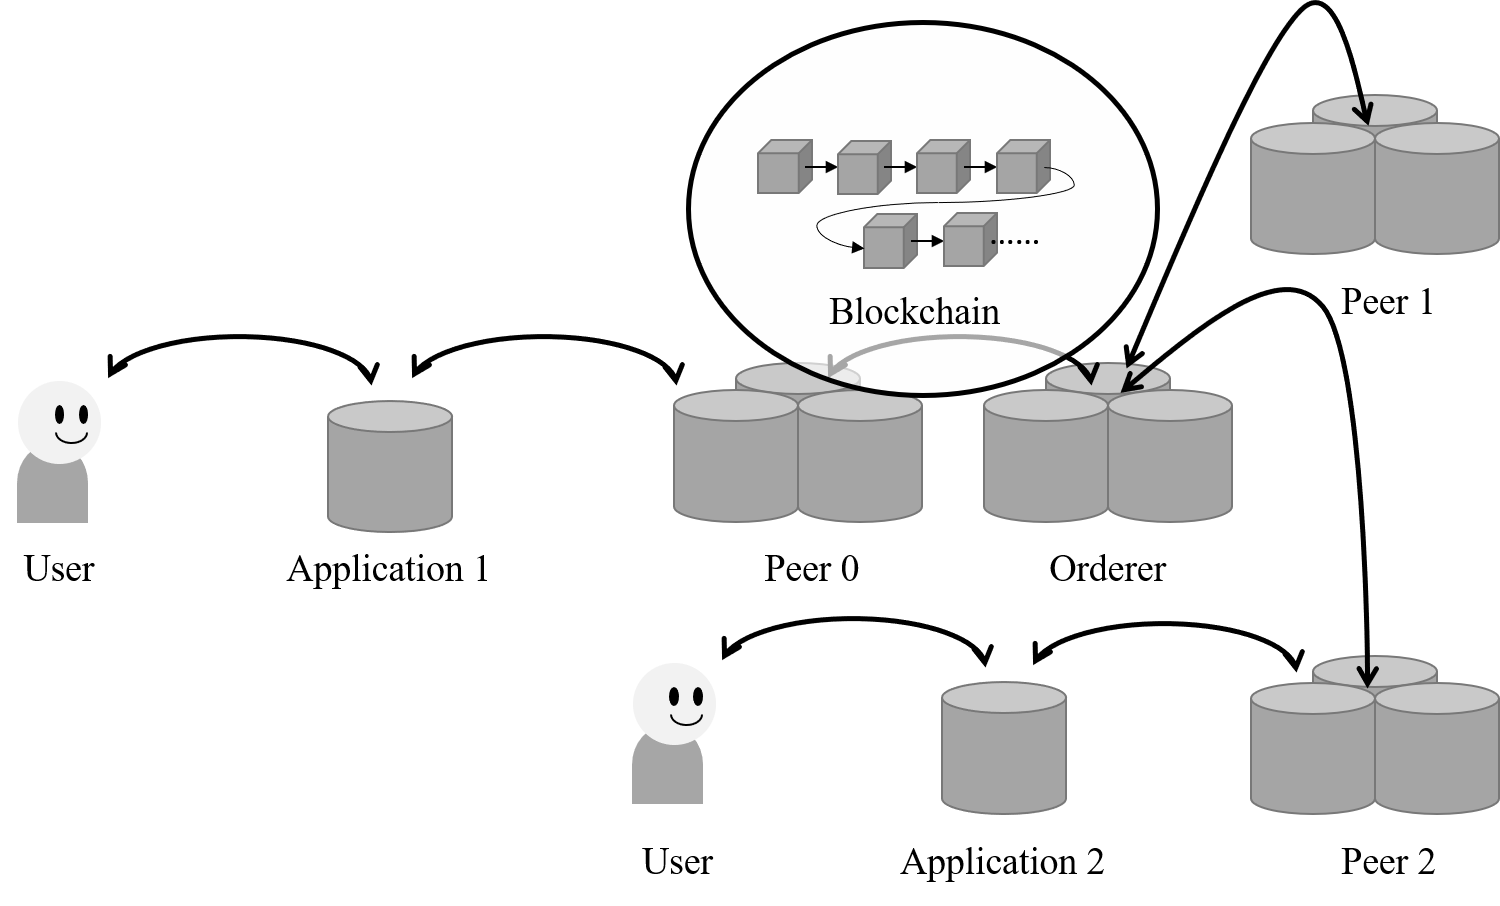 Blockchain
Peer 1
User
Application 1
Peer 0
Orderer
User
Application 2
Peer 2